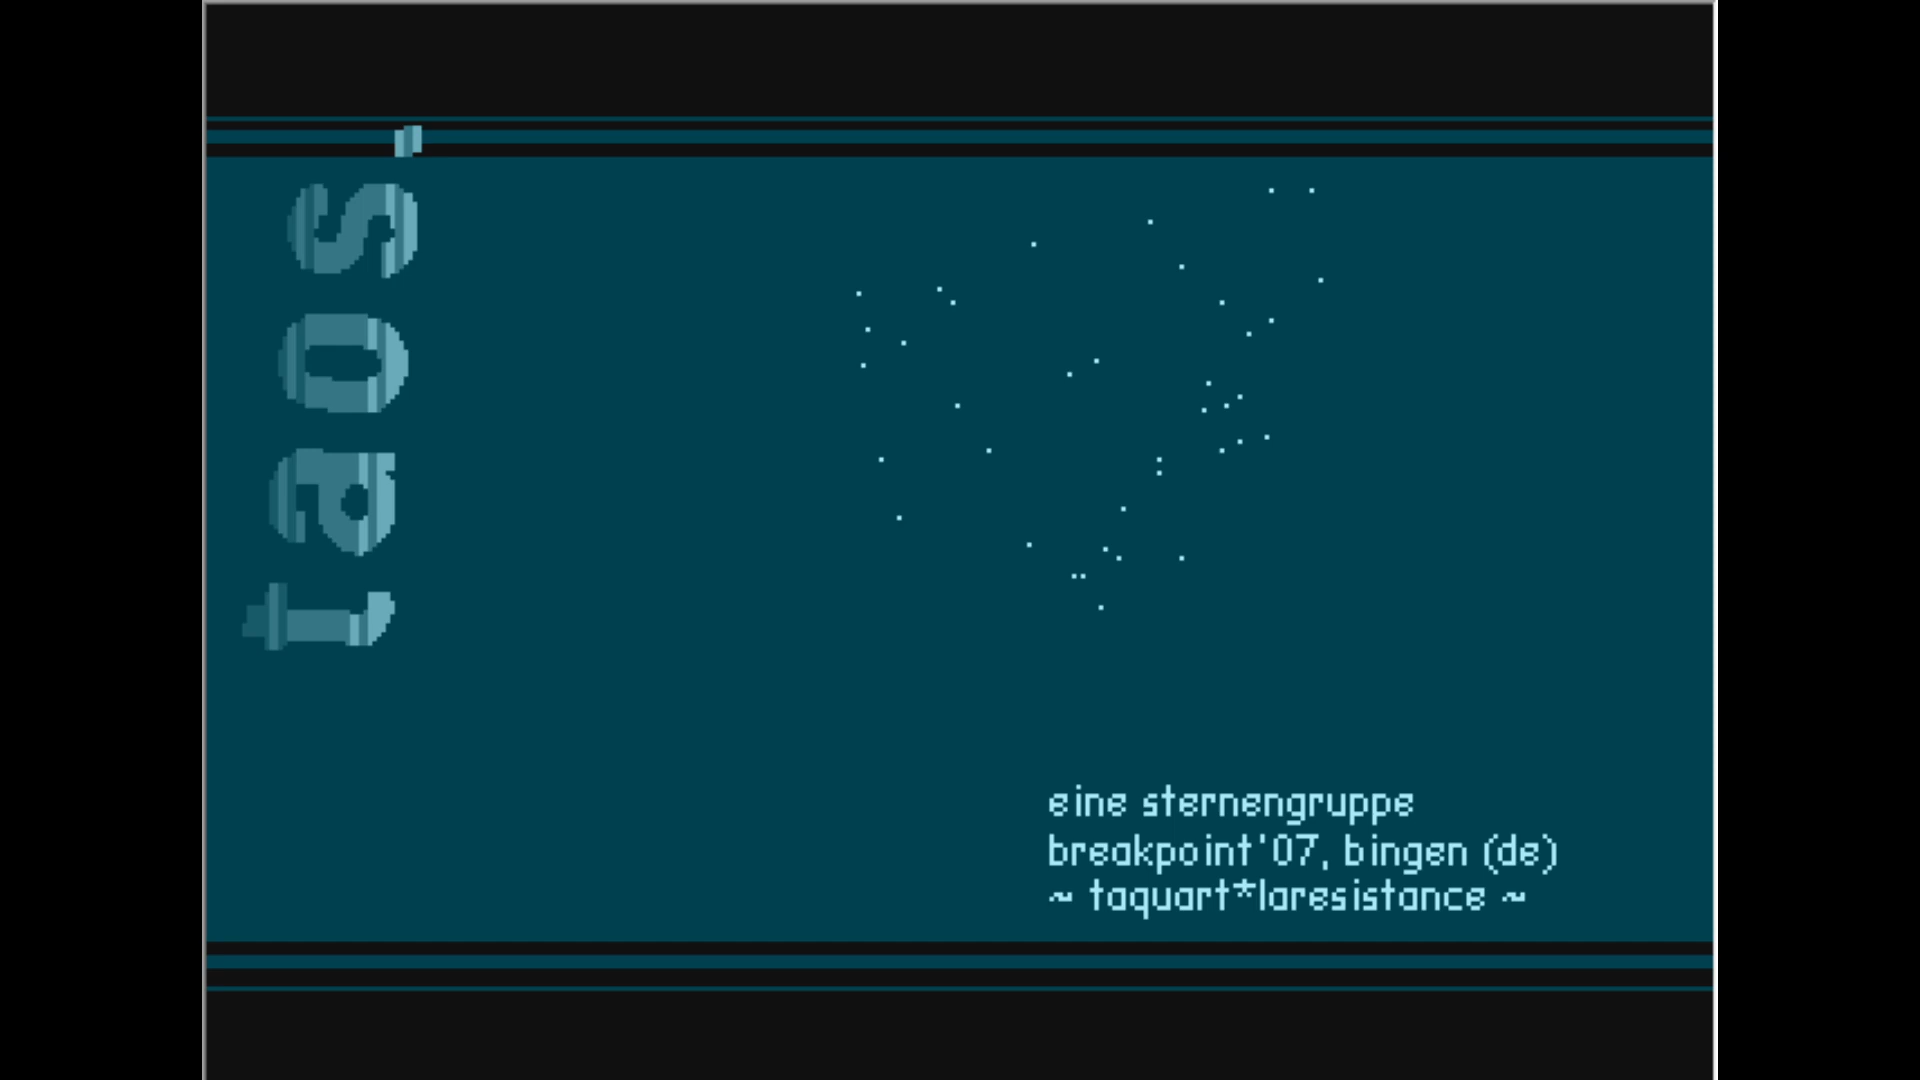 taos'
eine sternengruppe
breakpoint'07, bingen (de)
~ taquart*laresistance ~